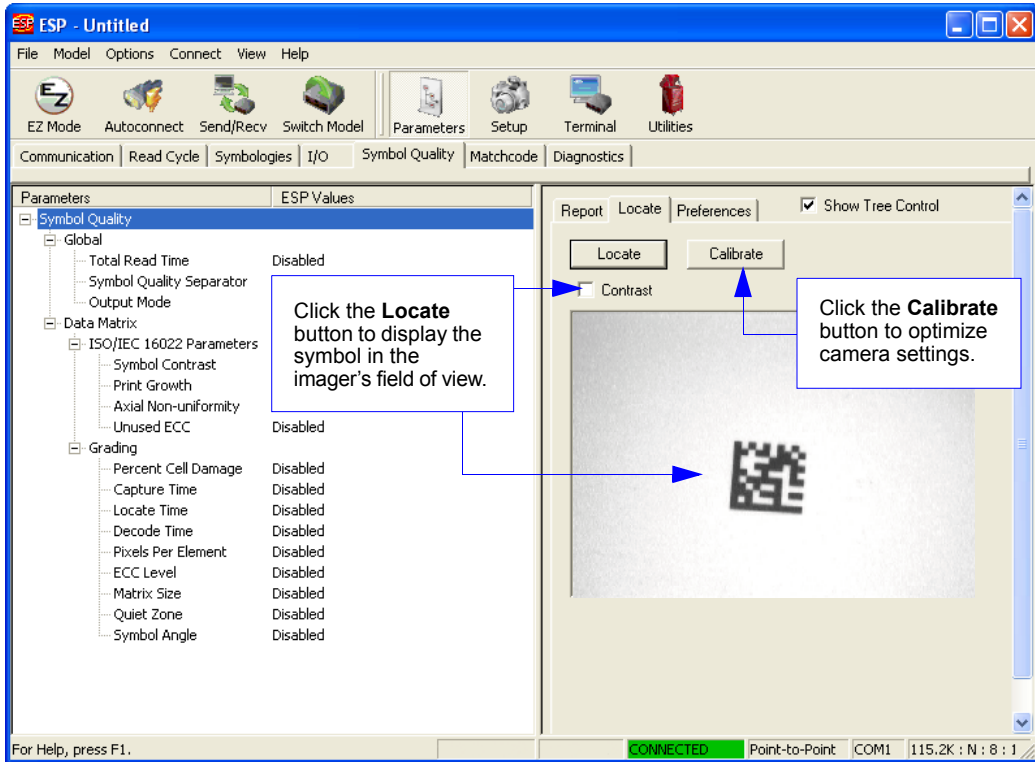 ESP - Untitled
File Model Options Connect View Help
EZ Mode Autoconnect Send/Recv Switch Model Parameters Setup Terminal Utilities
Communication Read Cycle Symbologies I/O Symbol Quality Matchcode Diagnostics
Parameters ESP Values
Symbol Quality
Global
Total Read Time Disabled
Symbol Quality Separator
Output Mode
Data Matrix
ISO/IEC 16022 Parameters
Symbol Contrast
Print Growth
Axial Non-uniformity
Unused ECC Disabled
Grading
Percent Cell Damage Disabled
Capture Time Disabled
Locate Time Disabled
Decode Time Disabled
Pixels Per Element Disabled
ECC Level Disabled
Matrix Size Disabled
Quiet Zone Disabled
Symbol Angle Disabled
Report Locate Preferences Show Tree Control
Locate Calibrate
Contrast
Click the Locate
button to display the
symbol in the
imager's field of view.
Click the Calibrate
button to optimize
camera settings.
For Help, press F1. CONNECTED Point-to-Point COM1 115.2K : N : 8 : 1